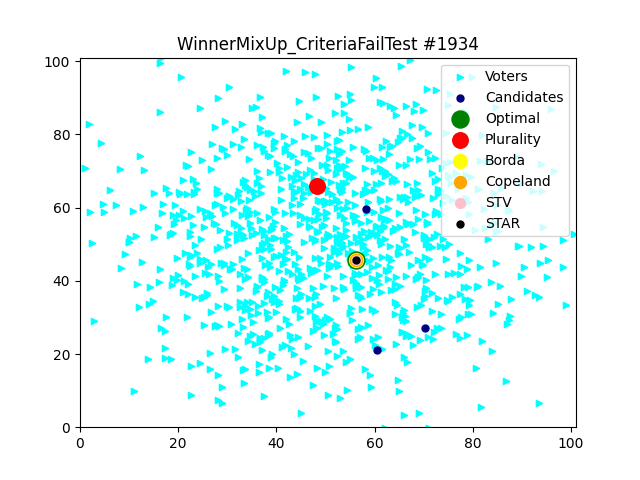 WinnerMixUp_CriteriaFailTest #1934
100
80
60
40
20
0
0 20 40 60 80 100
Voters
Candidates
Optimal
Plurality
Borda
Copeland
STV
STAR